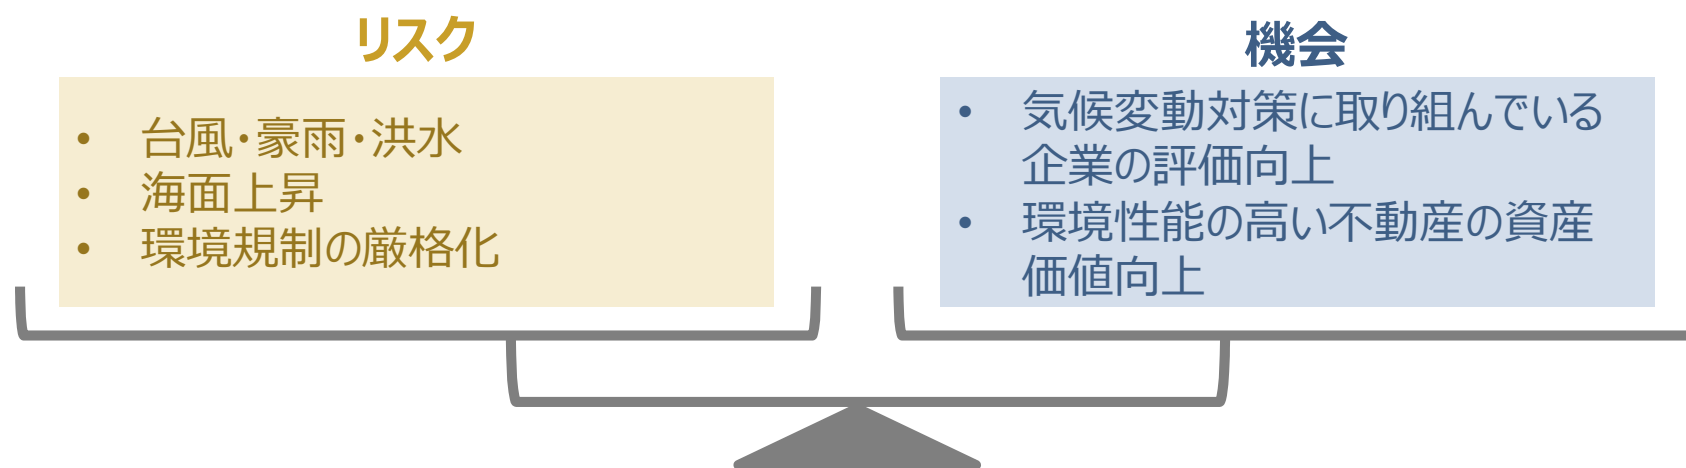 リスク
• 台風・豪雨・洪水
• 海面上昇
• 環境規制の厳格化
機会
• 気候変動対策に取り組んでいる
企業の評価向上
• 環境性能の高い不動産の資産
価値向上